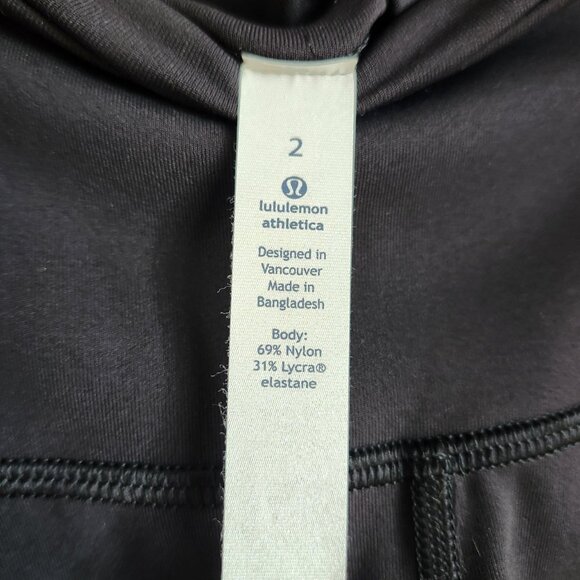 2
lululemon
athletica
Designed in
Vancouver
Made in
Bangladesh
Body:
69% Nylon
31% Lycra®
elastane